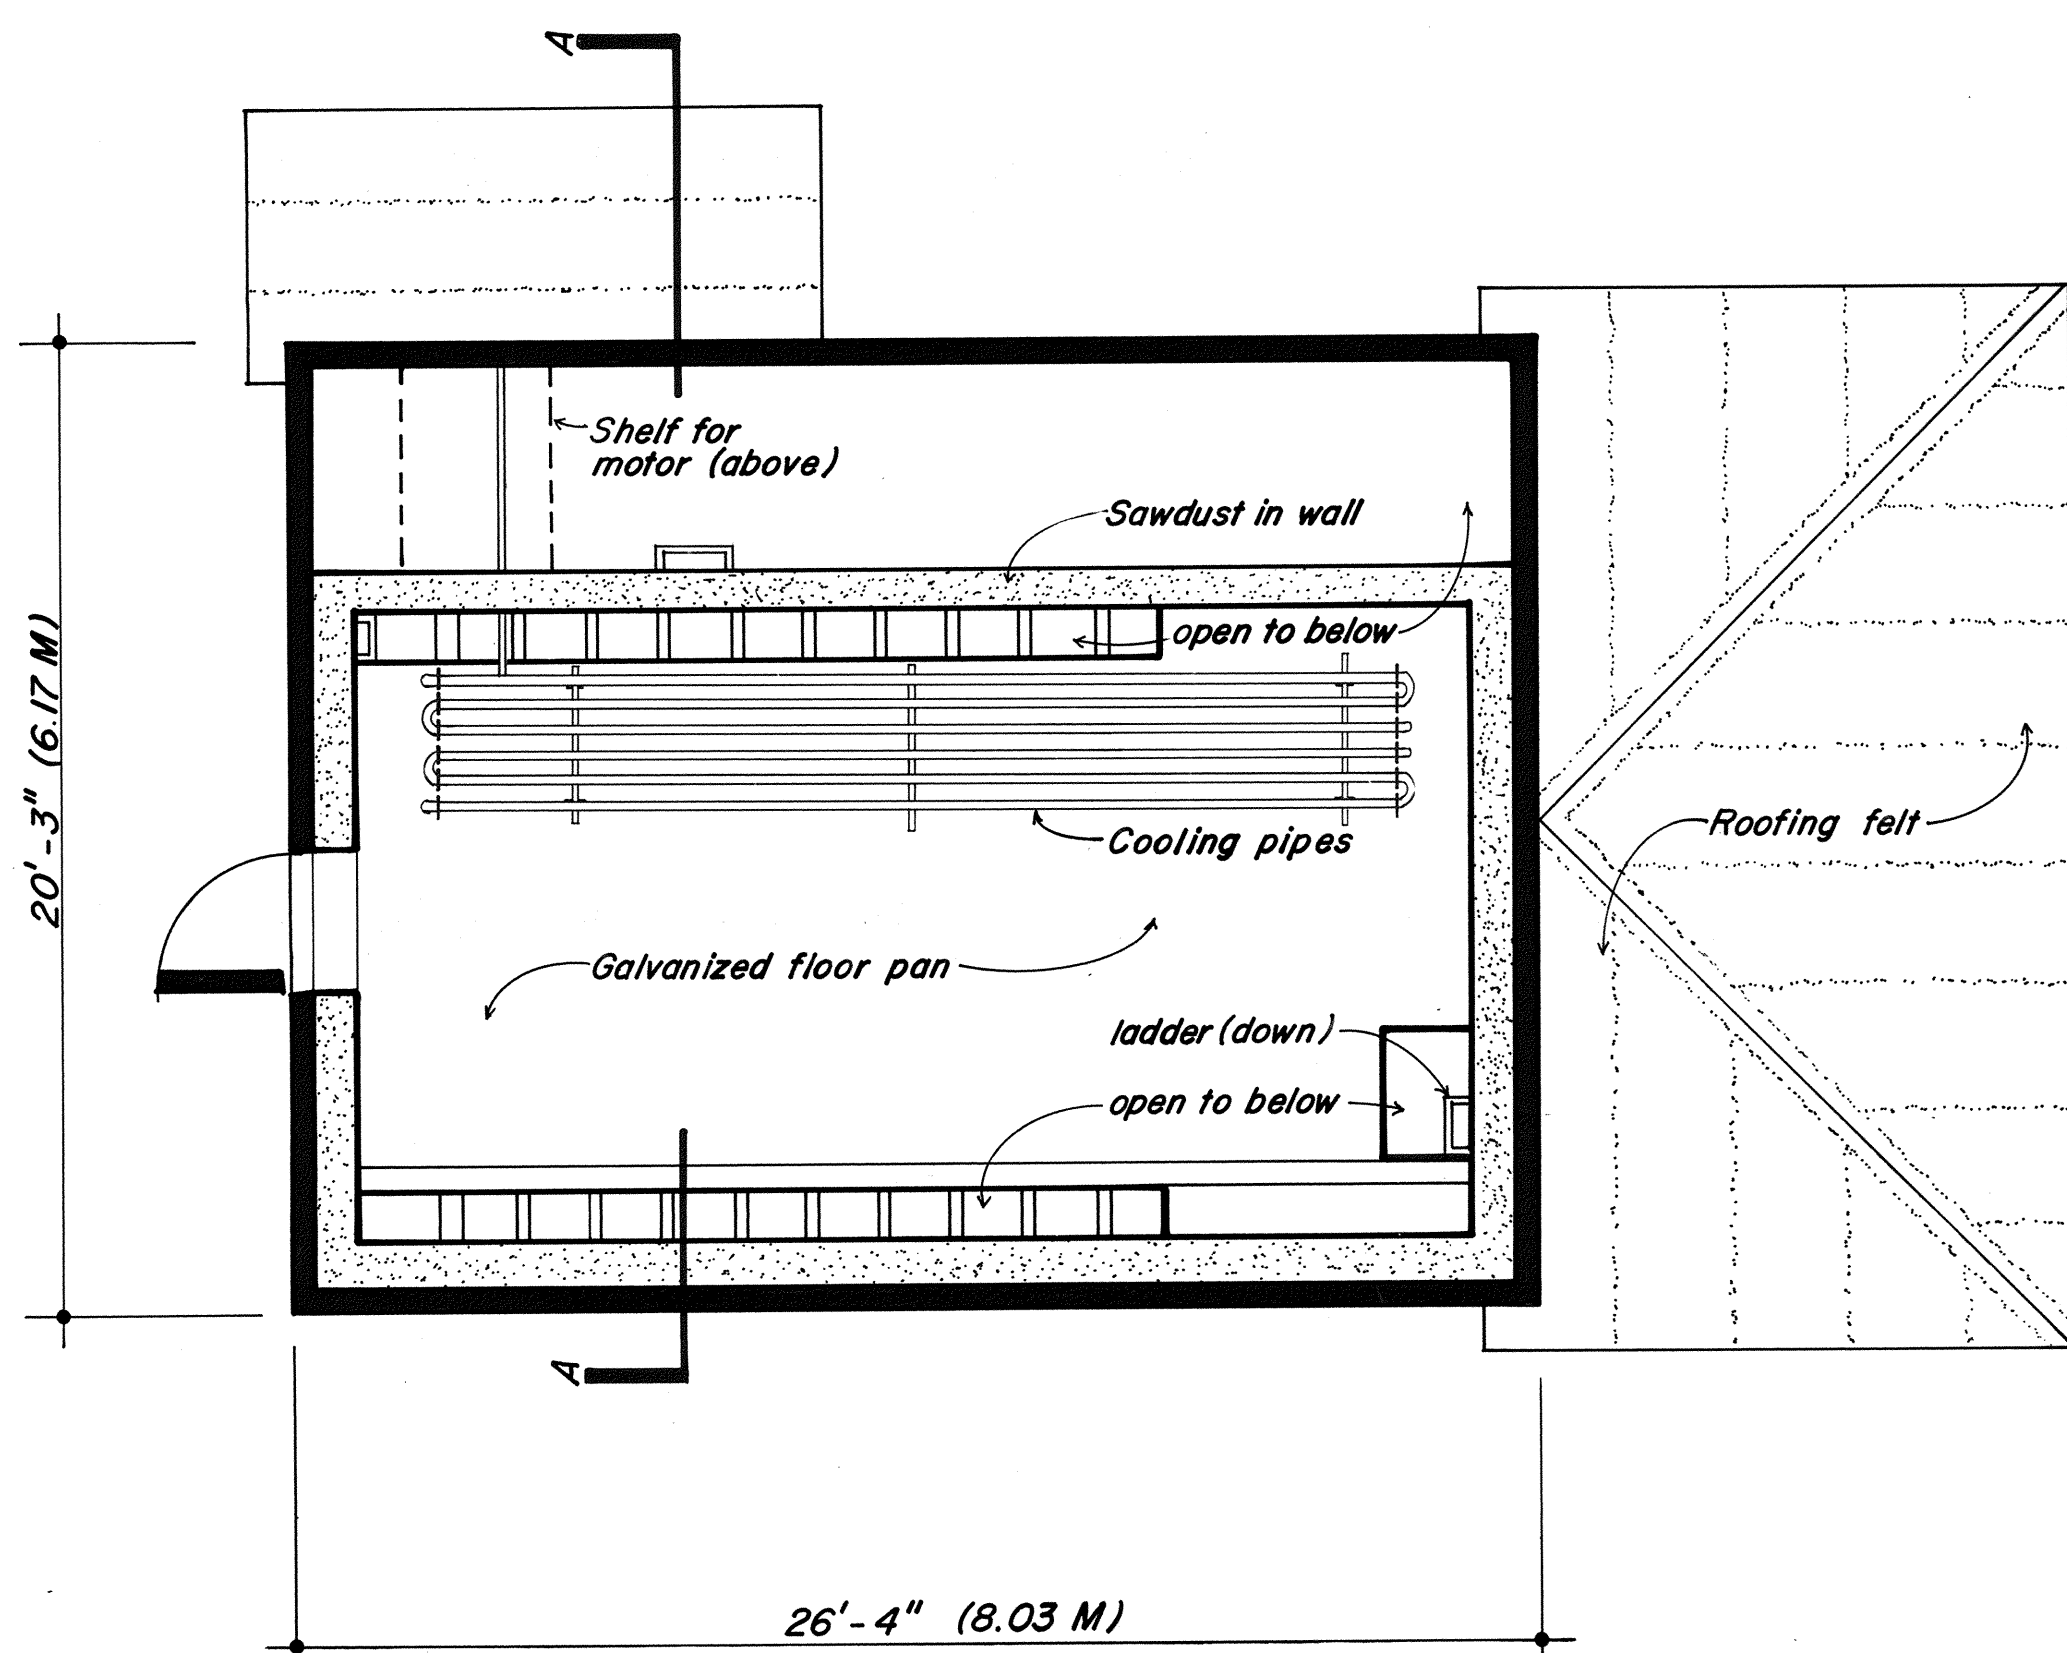 A
Shelf for
motor (above)
Sawdust in wall
open to below
20'-3" (6.17 M)
Cooling pipes
Roofing felt
Galvanized floor pan
ladder (down)
open to below
A
26'-4" (8.03 M)